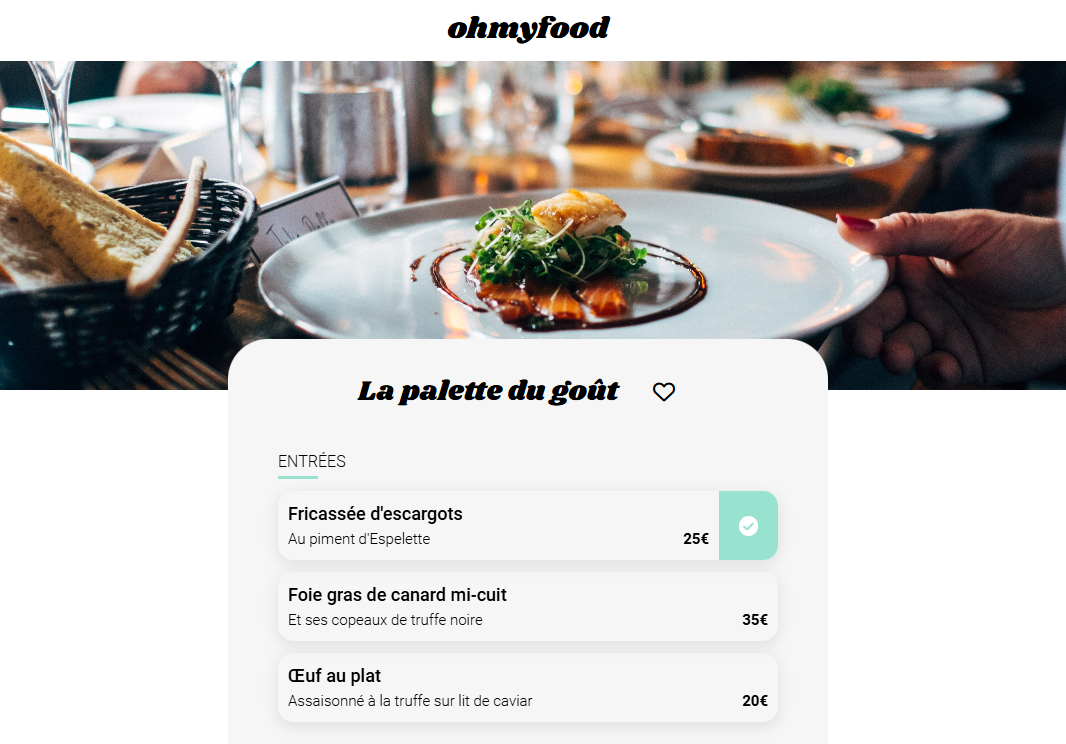 ohmyfood
La palette du goût
ENTRÉES
Fricassée d'escargots
Au piment d'Espelette
25€
Foie gras de canard mi-cuit
Et ses copeaux de truffe noire
35€
Œuf au plat
Assaisonné à la truffe sur lit de caviar
20€